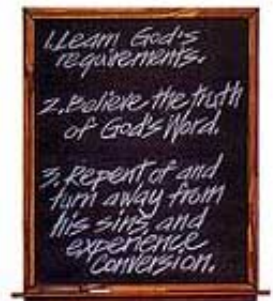 1. Learn God's
requirements.
2. Believe the truth
of God's Word.
3. Repent of and
turn away from
his sins, and
experience
conversion.